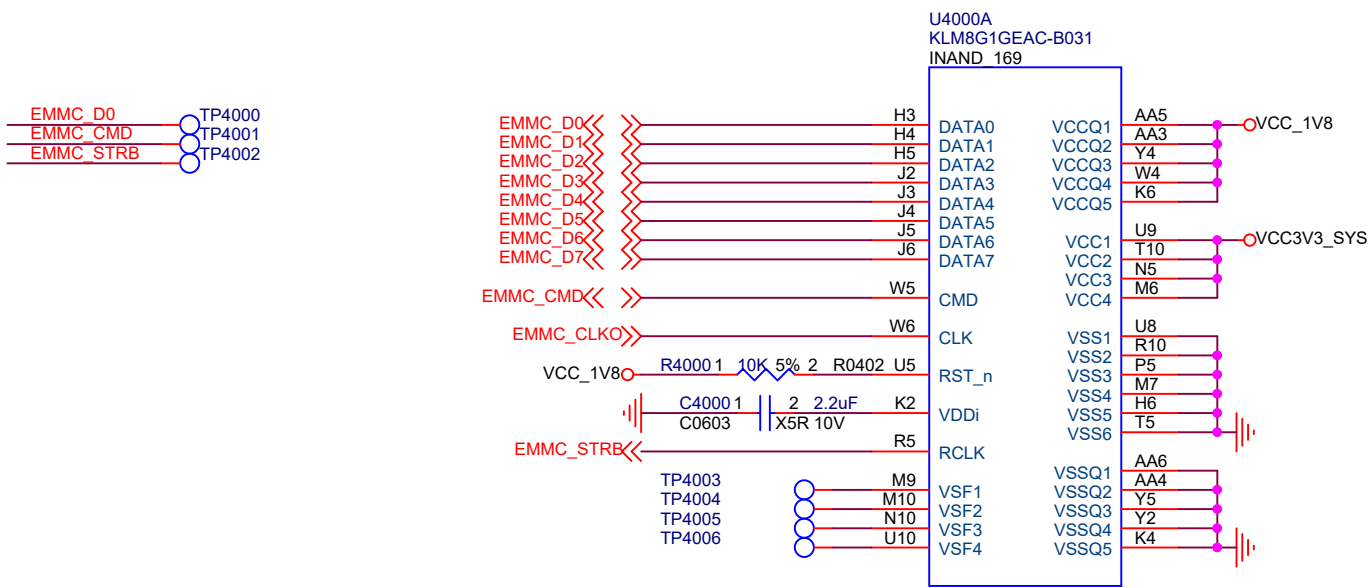 U4000A
KLM8G1GEAC-B031
INAND_169
EMMC_D0 TP4000
EMMC_CMD TP4001
EMMC_STRB TP4002
EMMC_D0 H3 DATA0 VCCQ1 AA5 VCC_1V8
EMMC_D1 H4 DATA1 VCCQ2 AA3
EMMC_D2 H5 DATA2 VCCQ3 Y4
EMMC_D3 J2 DATA3 VCCQ4 W4
EMMC_D4 J3 DATA4 VCCQ5 K6
EMMC_D5 J4 DATA5
EMMC_D6 J5 DATA6 VCC1 U9 VCC3V3_SYS
EMMC_D7 J6 DATA7 VCC2 T10
VCC3 N5
EMMC_CMD W5 CMD VCC4 M6
EMMC_CLKO W6 CLK VSS1 U8
VSS2 R10
VCC_1V8 R4000 1 10K 5% 2 R0402 U5 RST_n VSS3 P5
VSS4 M7
C4000 1 2 2.2uF K2 VDDi VSS5 H6
C0603 X5R 10V VSS6 T5
EMMC_STRB R5 RCLK
VSSQ1 AA6
TP4003 M9 VSF1 VSSQ2 AA4
TP4004 M10 VSF2 VSSQ3 Y5
TP4005 N10 VSF3 VSSQ4 Y2
TP4006 U10 VSF4 VSSQ5 K4